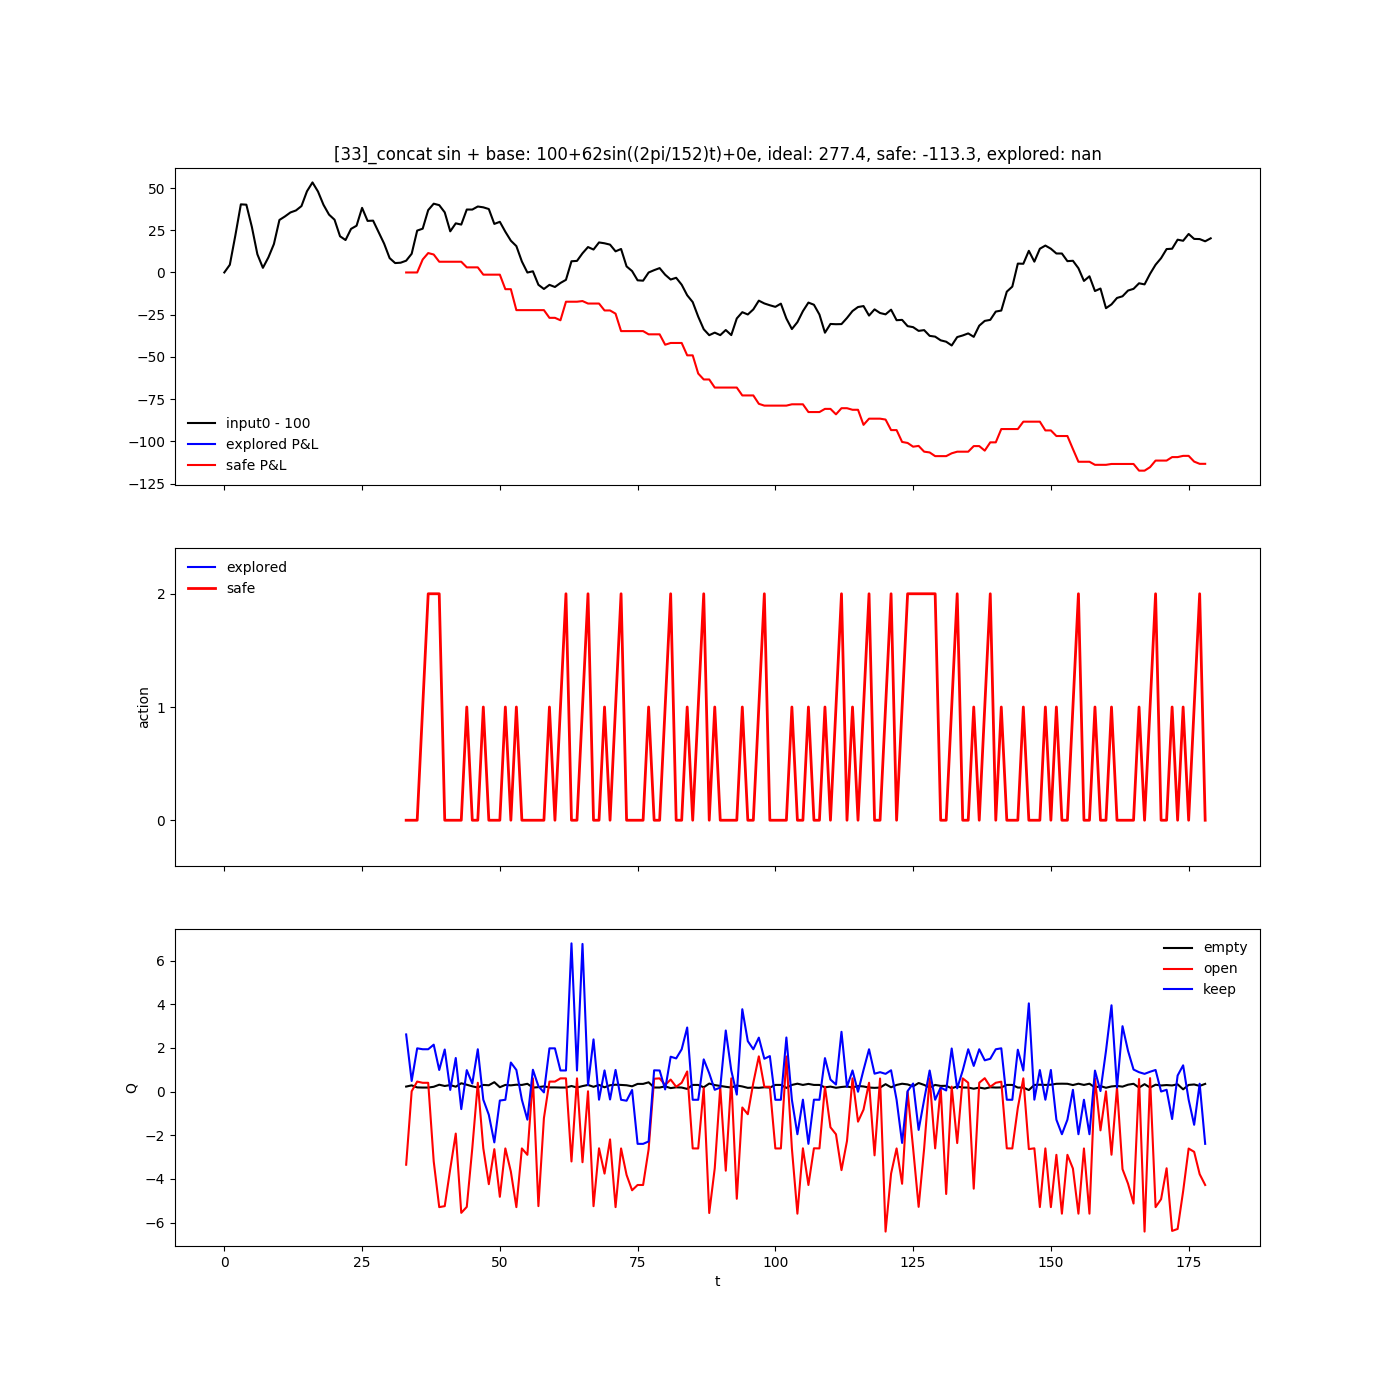 [33]_concat sin + base: 100+62sin((2pi/152)t)+0e, ideal: 277.4, safe: -113.3, explored: nan
50
25
0
−25
−50
−75
−100
−125
input0 - 100
explored P&L
safe P&L
explored
safe
2
1
0
action
empty
open
keep
6
4
2
0
−2
−4
−6
Q
0 25 50 75 100 125 150 175
t